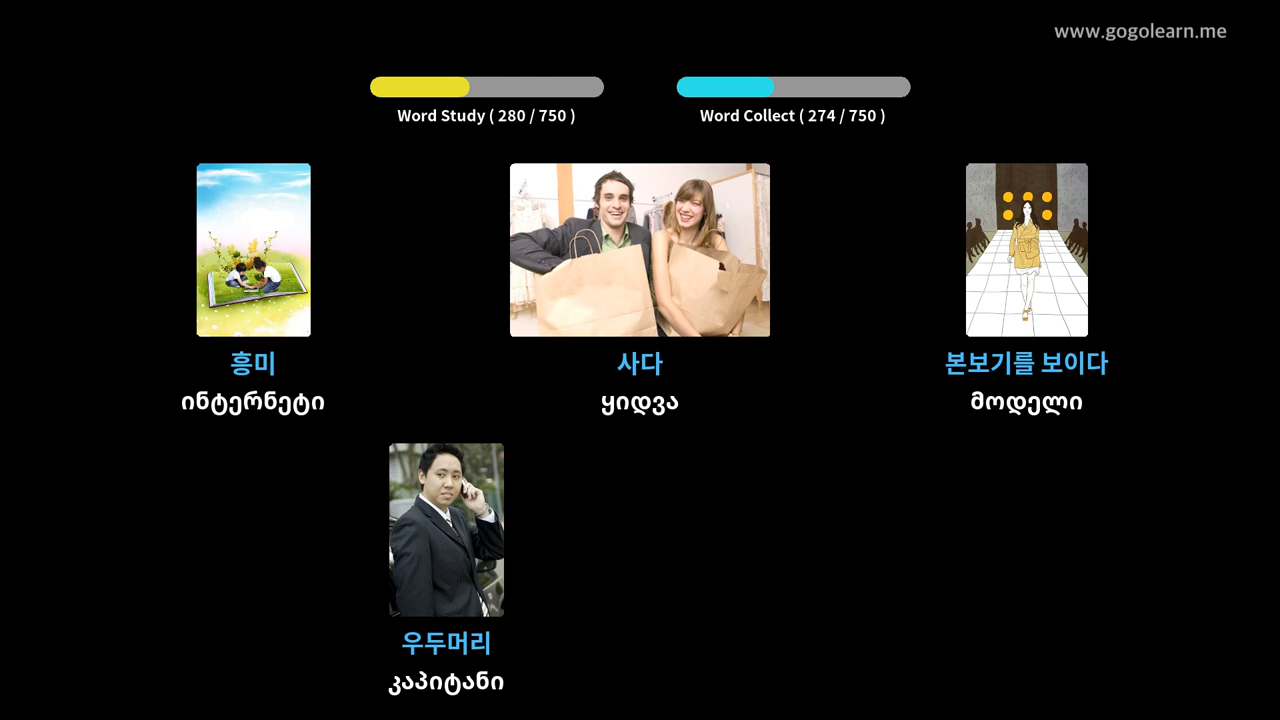 www.gogolearn.me
Word Study ( 280 / 750 )
Word Collect ( 274 / 750 )
흥미
ინტერნეტი
사다
ყიდვა
본보기를 보이다
მოდელი
우두머리
კაპიტანი